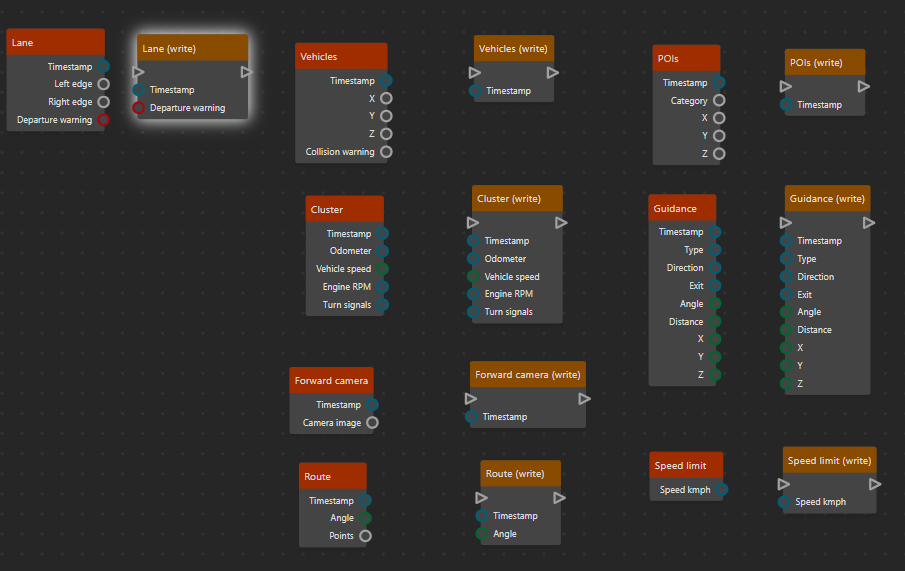 Lane
Timestamp
Left edge
Right edge
Departure warning
Lane (write)
Timestamp
Departure warning
Vehicles
Timestamp
X
Y
Z
Collision warning
Vehicles (write)
Timestamp
POIs
Timestamp
Category
X
Y
Z
POIs (write)
Timestamp
Cluster
Timestamp
Odometer
Vehicle speed
Engine RPM
Turn signals
Cluster (write)
Timestamp
Odometer
Vehicle speed
Engine RPM
Turn signals
Guidance
Timestamp
Type
Direction
Exit
Angle
Distance
X
Y
Z
Guidance (write)
Timestamp
Type
Direction
Exit
Angle
Distance
X
Y
Z
Forward camera
Timestamp
Camera image
Forward camera (write)
Timestamp
Route
Timestamp
Angle
Points
Route (write)
Timestamp
Angle
Speed limit
Speed kmph
Speed limit (write)
Speed kmph